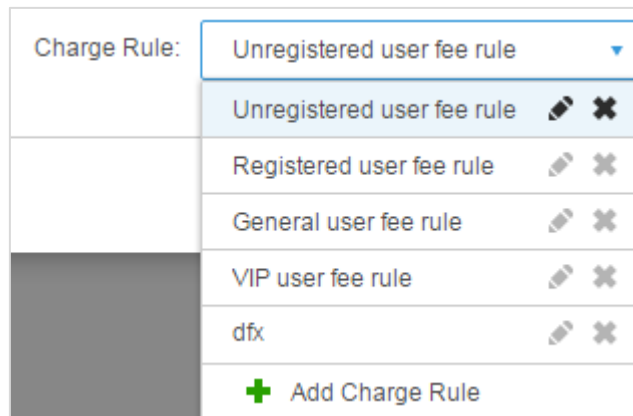 Charge Rule: Unregistered user fee rule
Unregistered user fee rule
Registered user fee rule
General user fee rule
VIP user fee rule
dfx
Add Charge Rule